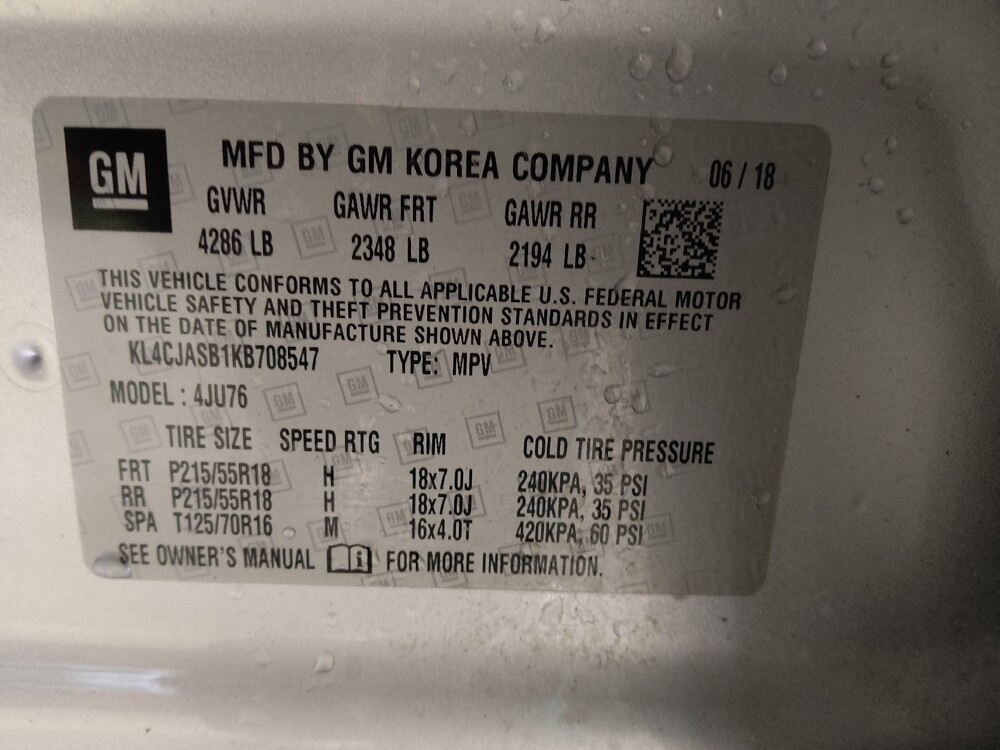 GM
MFD BY GM KOREA COMPANY 06 / 18
GVWR GAWR FRT GAWR RR
4286 LB 2348 LB 2194 LB
THIS VEHICLE CONFORMS TO ALL APPLICABLE U.S. FEDERAL MOTOR
VEHICLE SAFETY AND THEFT PREVENTION STANDARDS IN EFFECT
ON THE DATE OF MANUFACTURE SHOWN ABOVE.
KL4CJASB1KB708547 TYPE: MPV
MODEL : 4JU76
TIRE SIZE SPEED RTG RIM COLD TIRE PRESSURE
FRT P215/55R18 H 18x7.0J 240KPA, 35 PSI
RR P215/55R18 H 18x7.0J 240KPA, 35 PSI
SPA T125/70R16 M 16x4.0T 420KPA, 60 PSI
SEE OWNER'S MANUAL i FOR MORE INFORMATION.